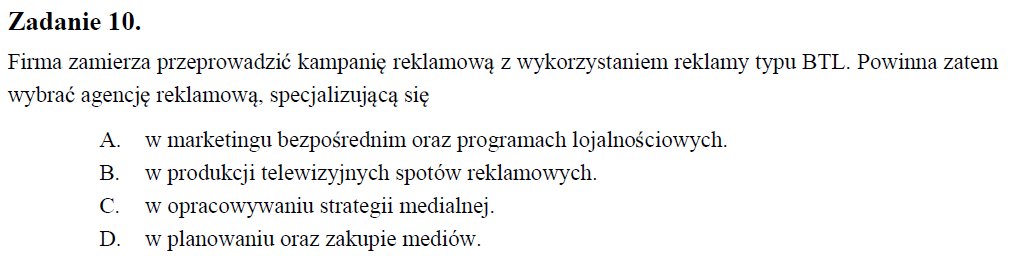 Zadanie 10.
Firma zamierza przeprowadzić kampanię reklamową z wykorzystaniem reklamy typu BTL. Powinna zatem
wybrać agencję reklamową, specjalizującą się
A. w marketingu bezpośrednim oraz programach lojalnościowych.
B. w produkcji telewizyjnych spotów reklamowych.
C. w opracowywaniu strategii medialnej.
D. w planowaniu oraz zakupie mediów.